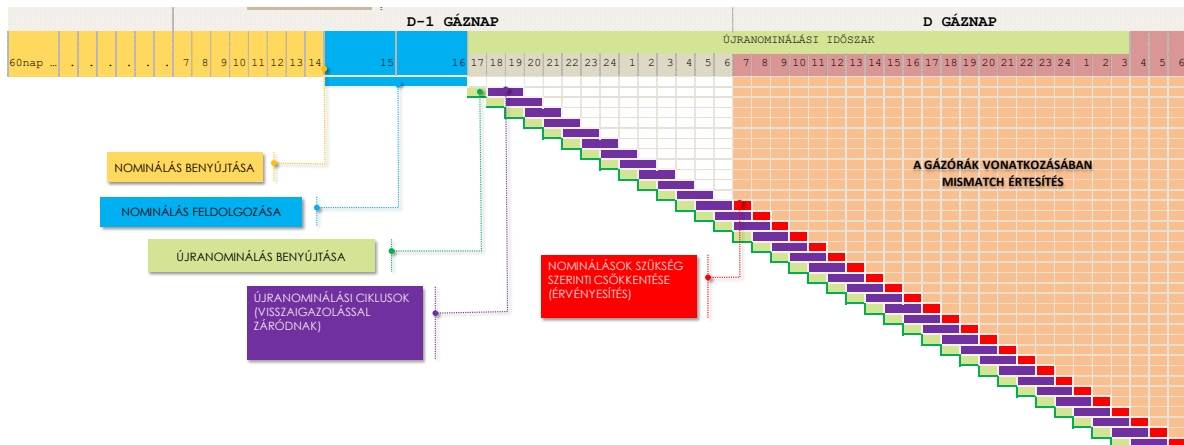 D-1 GÁZNAP D GÁZNAP
ÚJRANOMINÁLÁSI IDŐSZAK
60nap … . . . . . . 7 8 9 10 11 12 13 14 15 16 17 18 19 20 21 22 23 24 1 2 3 4 5 6 7 8 9 10 11 12 13 14 15 16 17 18 19 20 21 22 23 24 1 2 3 4 5 6
NOMINÁLÁS BENYÚJTÁSA
A GÁZÓRÁK VONATKOZÁSÁBAN
MISMATCH ÉRTESÍTÉS
NOMINÁLÁS FELDOLGOZÁSA
ÚJRANOMINÁLÁS BENYÚJTÁSA
NOMINÁLÁSOK SZÜKSÉG
SZERINTI CSÖKKENTÉSE
(ÉRVÉNYESÍTÉS)
ÚJRANOMINÁLÁSI CIKLUSOK
(VISSZAIGAZOLÁSSAL
ZÁRÓDNAK)